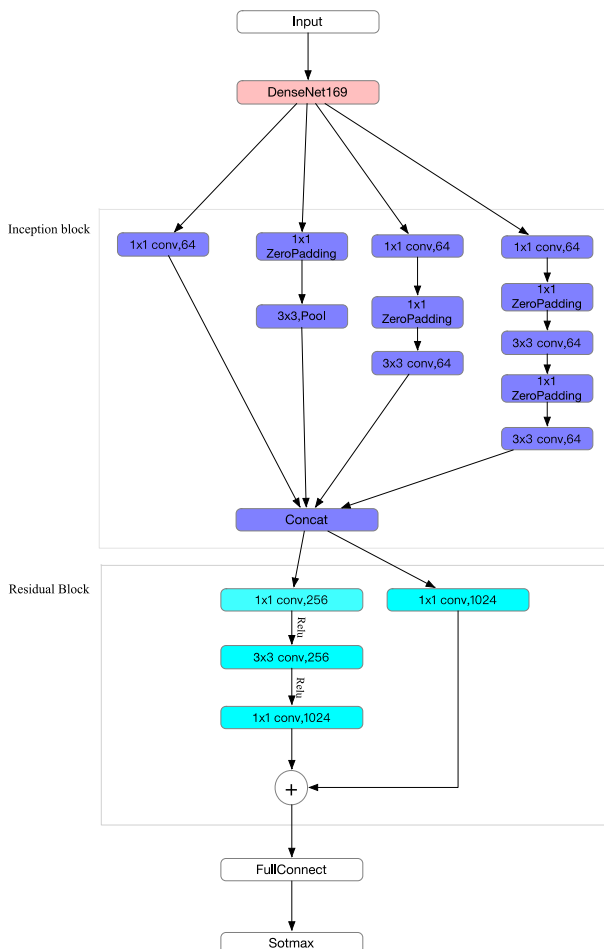 Input
DenseNet169
Inception block
1x1 conv,64
1x1
ZeroPadding
3x3,Pool
1x1 conv,64
1x1
ZeroPadding
3x3 conv,64
1x1 conv,64
1x1
ZeroPadding
3x3 conv,64
1x1
ZeroPadding
3x3 conv,64
Concat
Residual Block
1x1 conv,256
Relu
3x3 conv,256
Relu
1x1 conv,1024
1x1 conv,1024
+
FullConnect
Sotmax